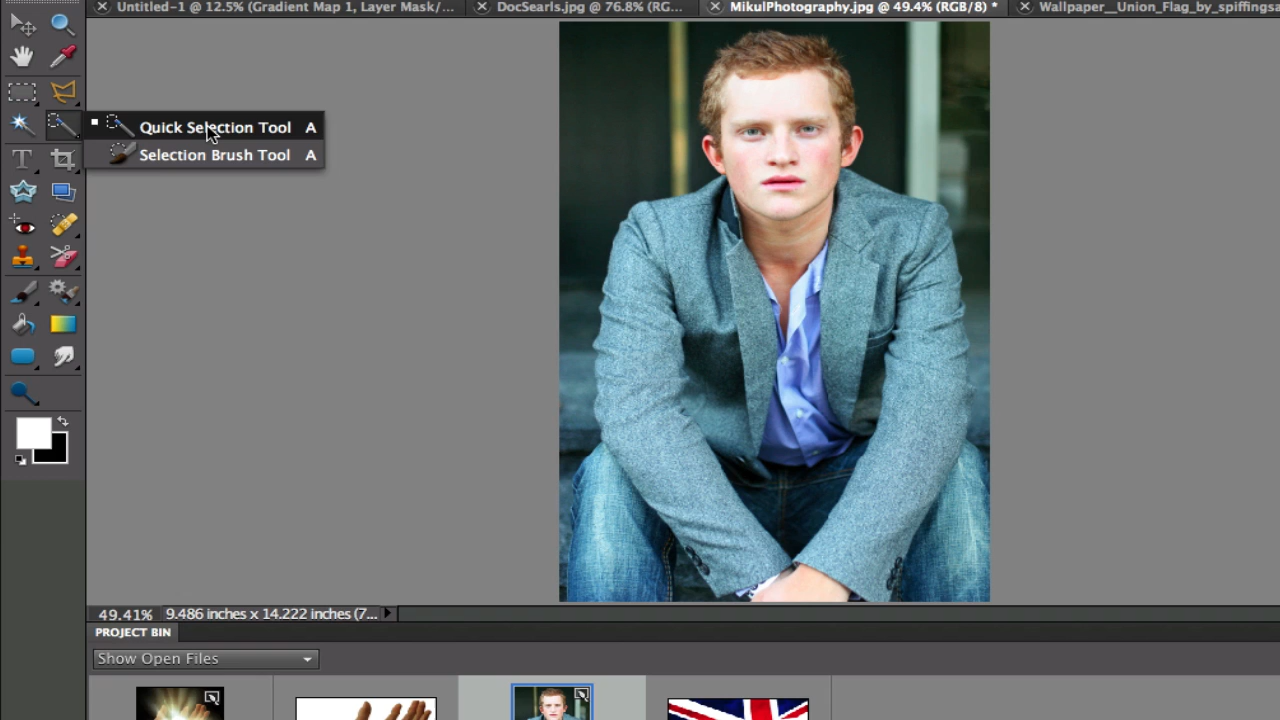 Untitled-1 @ 12.5% (Gradient Map 1, Layer Mask/...
DocSearls.jpg @ 76.8% (RG...
MikulPhotography.jpg @ 49.4% (RGB/8) *
Wallpaper__Union_Flag_by_spiffingsa
Quick Selection Tool A
Selection Brush Tool A
T
49.41% 9.486 inches x 14.222 inches (7...
PROJECT BIN
Show Open Files